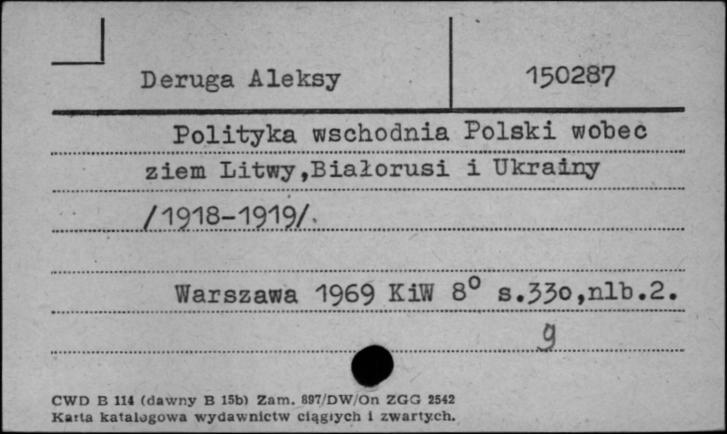 Deruga Aleksy 150287
Polityka wschodnia Polski wobec
ziem Litwy,Białorusi i Ukrainy
/1918-1919/.
Warszawa 1969 KiW 8° s.330,nlb.2.
g
CWD B 114 (dawny B 15b) Zam. 897/DW/On ZGG 2542
Karta katalogowa wydawnictw ciągłych i zwartych.